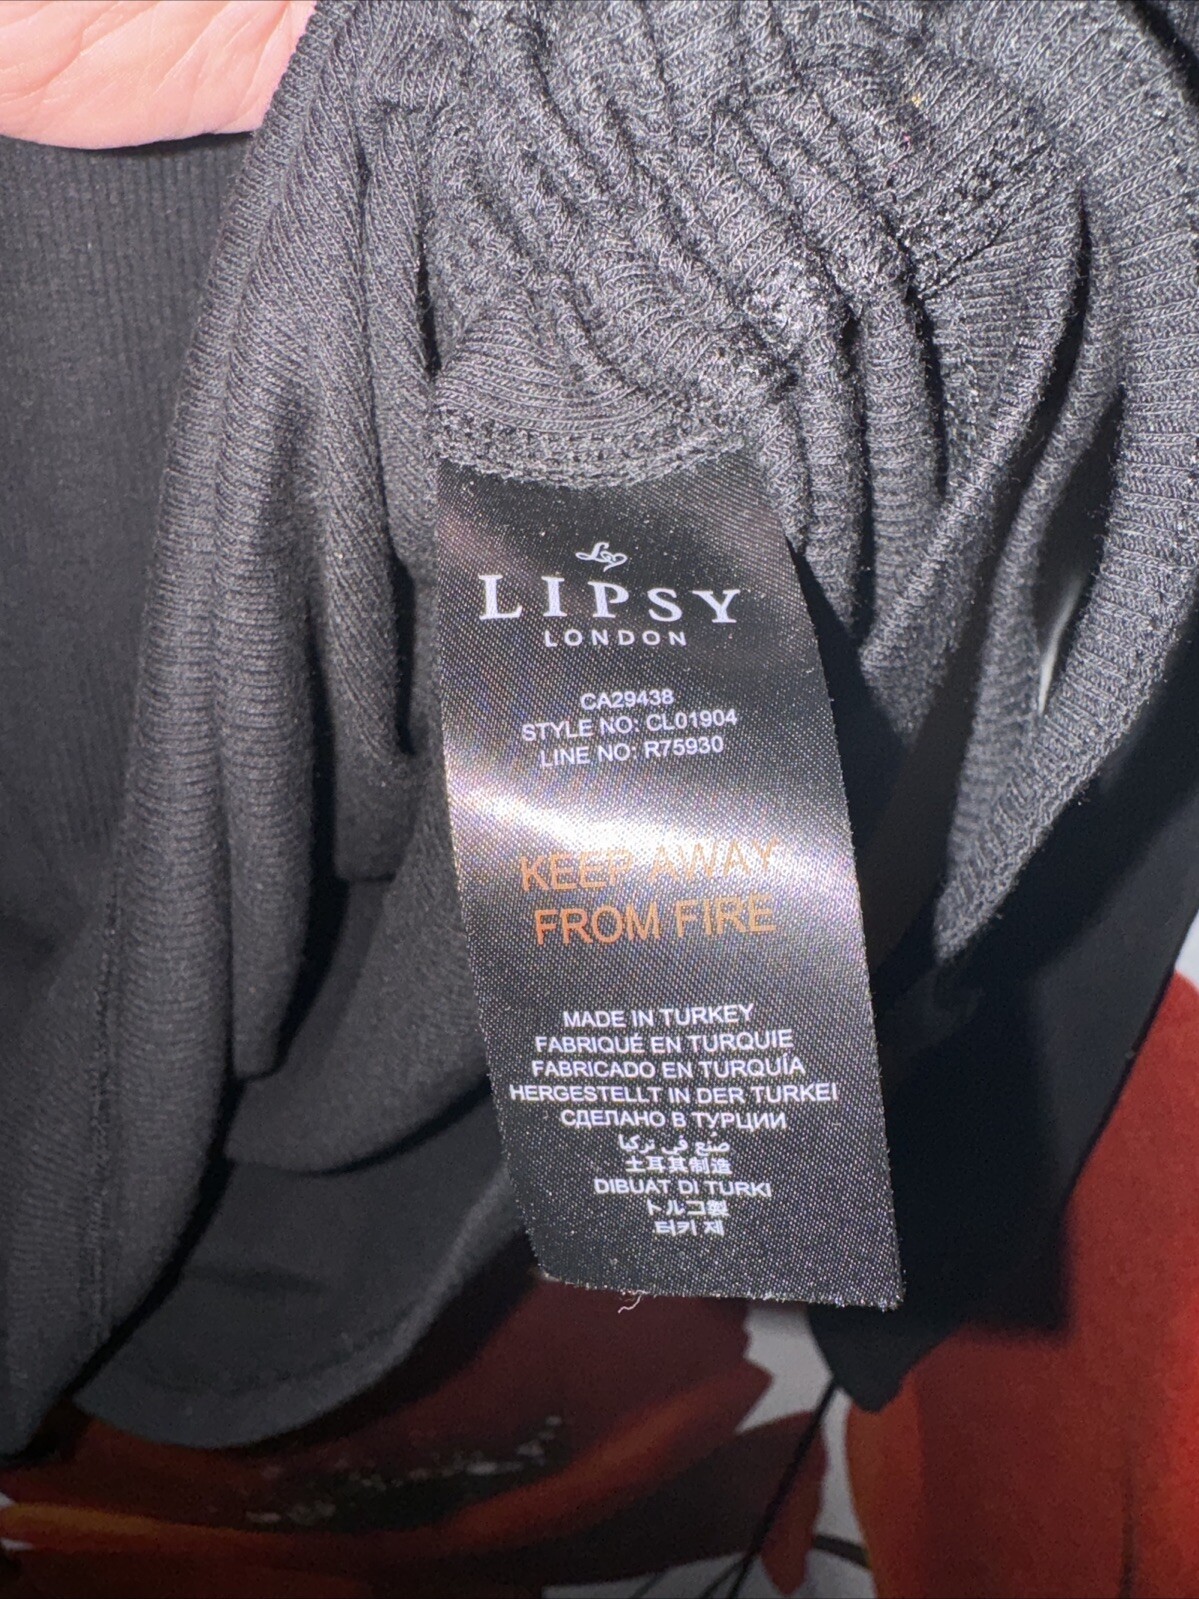 LIPSY
LONDON
CA29438
STYLE NO: CL01904
LINE NO: R75930
KEEP AWAY
FROM FIRE
MADE IN TURKEY
FABRIQUÉ EN TURQUIE
FABRICADO EN TURQUÍA
HERGESTELLT IN DER TURKEI
СДЕЛАНО В ТУРЦИИ
صنع في تركيا
土耳其制造
DIBUAT DI TURKI
トルコ製
터키 제